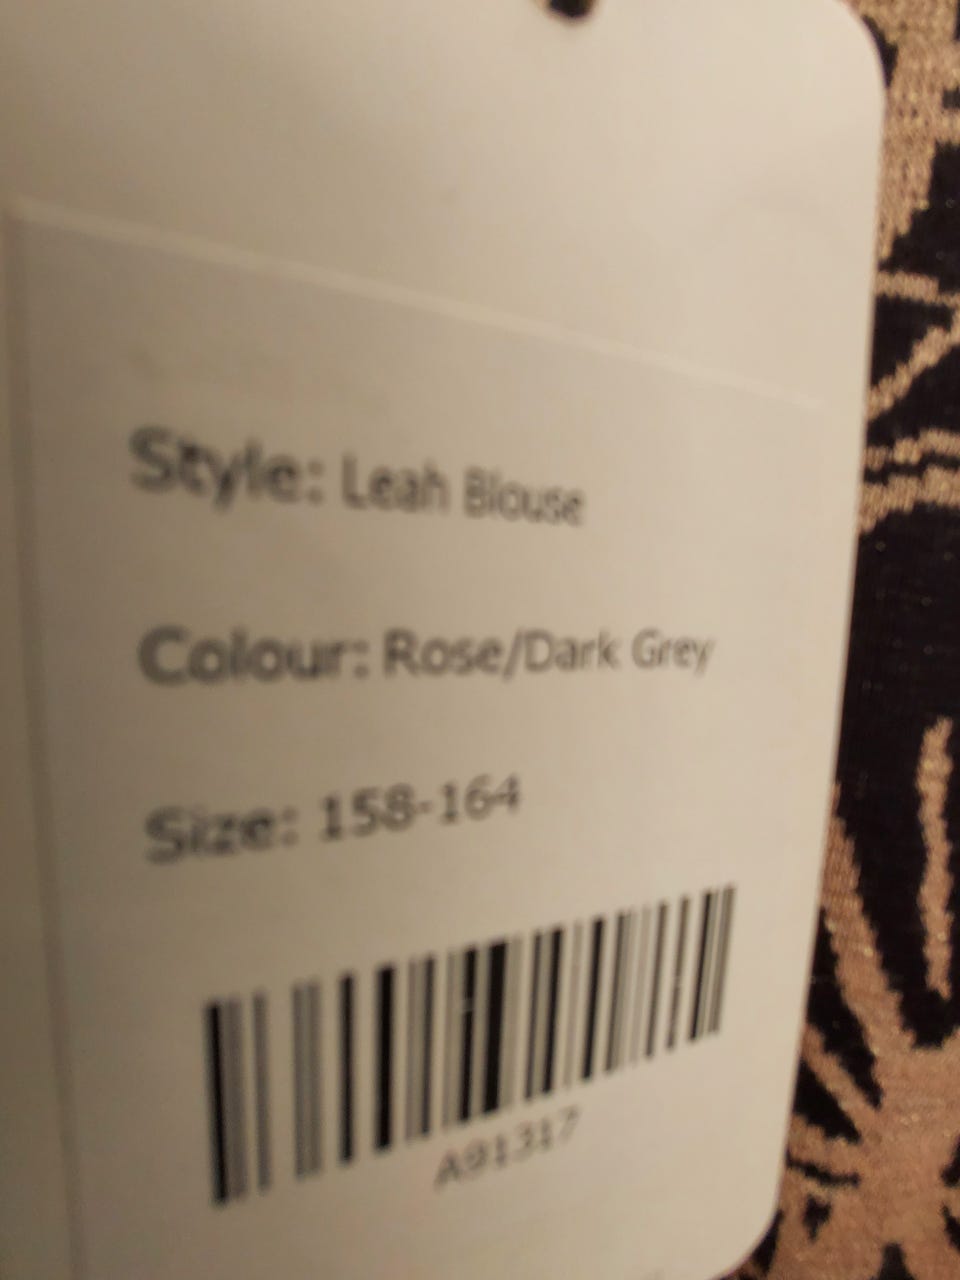 Style: Leah Blouse
Colour: Rose/Dark Grey
Size: 158-164
A91317